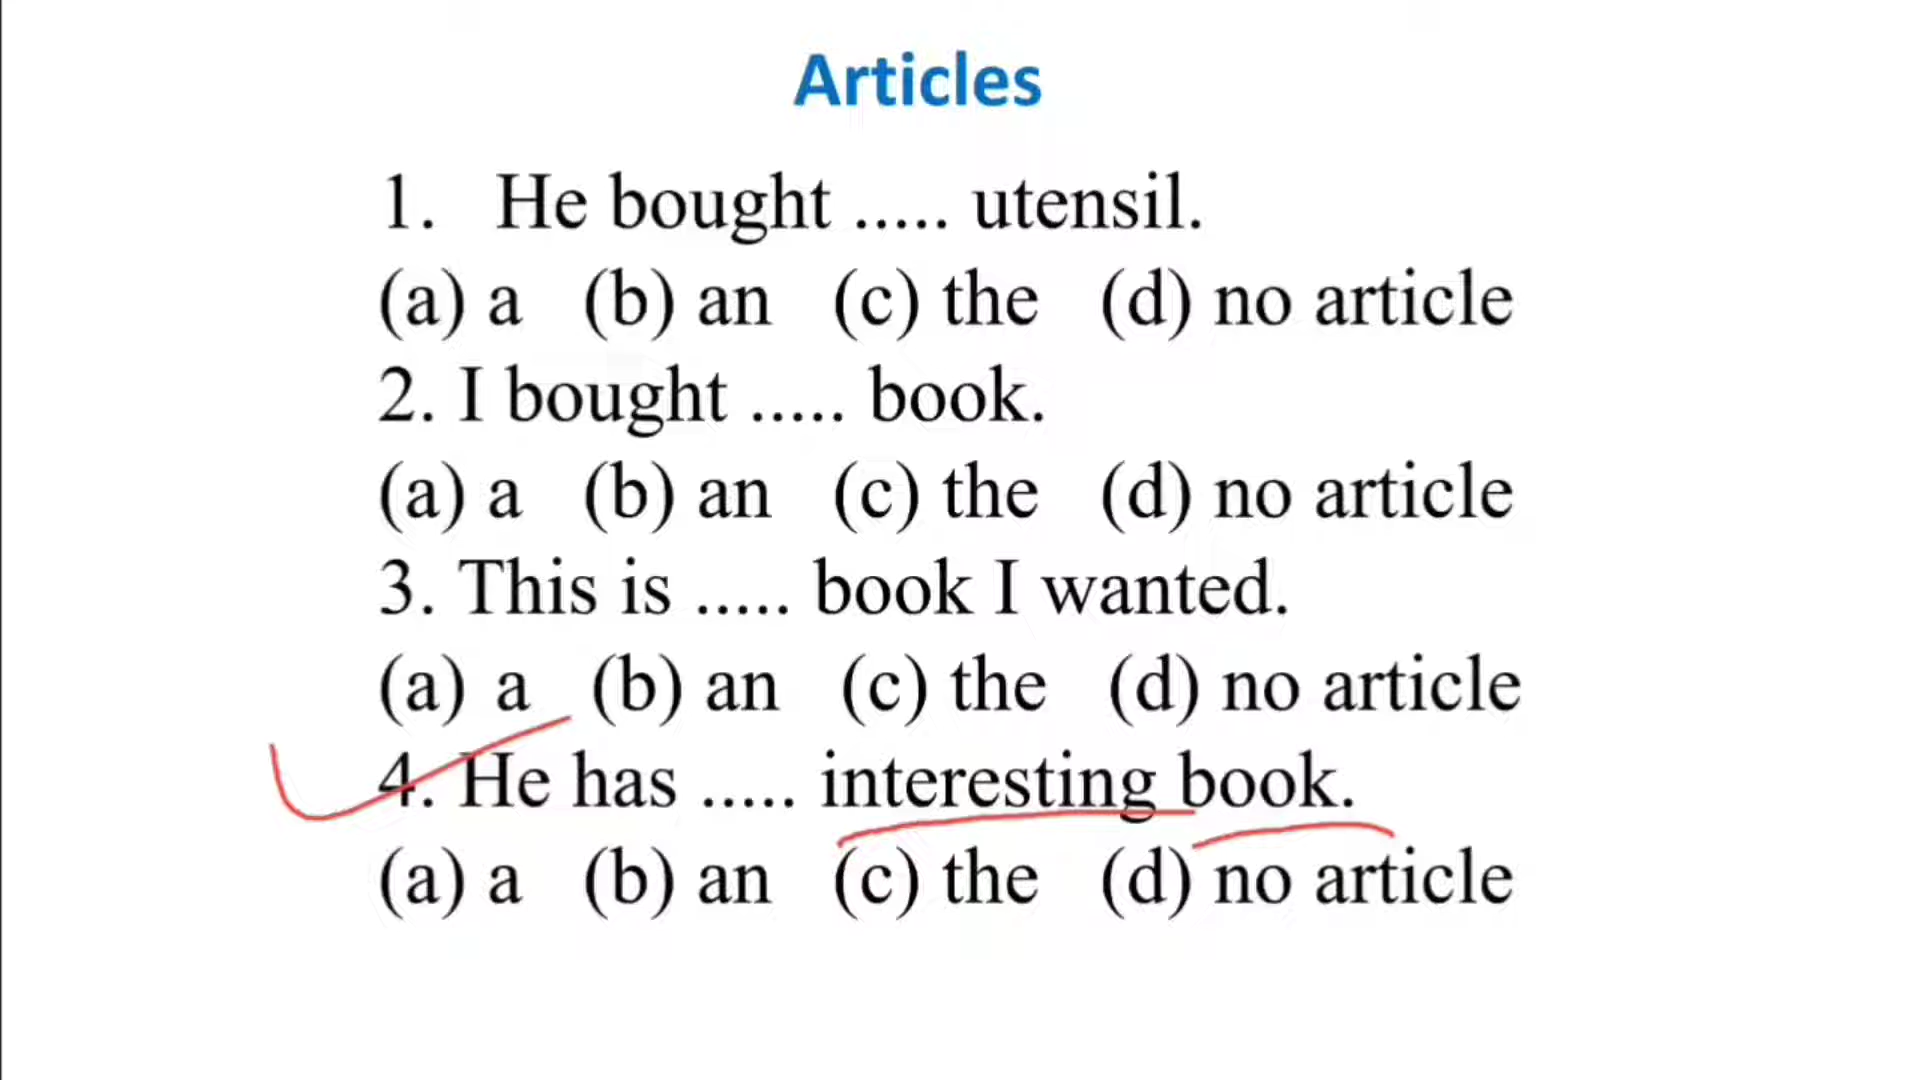 Articles
1. He bought ..... utensil.
(a) a (b) an (c) the (d) no article
2. I bought ..... book.
(a) a (b) an (c) the (d) no article
3. This is ..... book I wanted.
(a) a (b) an (c) the (d) no article
4. He has ..... interesting book.
(a) a (b) an (c) the (d) no article